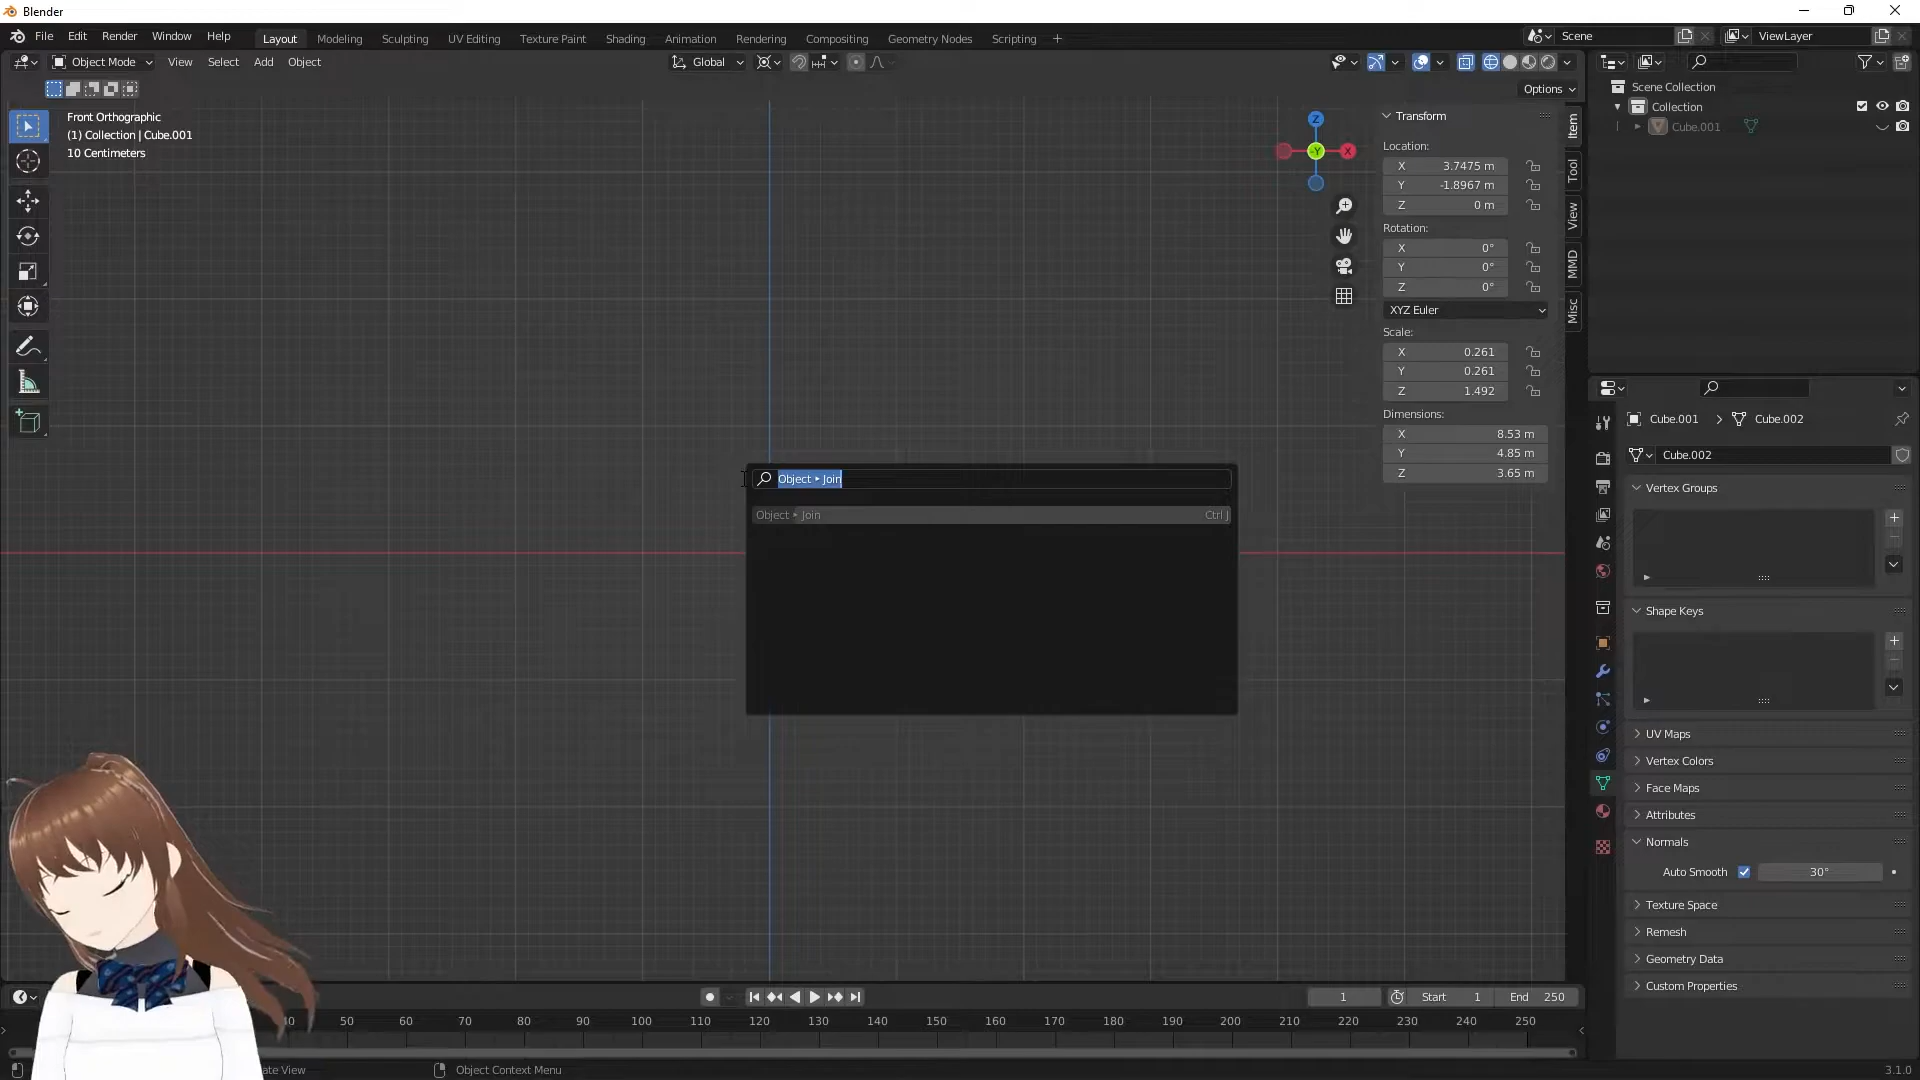 Blender
File Edit Render Window Help
Layout Modeling Sculpting UV Editing Texture Paint Shading Animation Rendering Compositing Geometry Nodes Scripting +
Scene
ViewLayer
Object Mode View Select Add Object
Global
Options
Front Orthographic
(1) Collection | Cube.001
10 Centimeters
Z
X
-Y
Transform
Location:
X 3.7475 m
Y -1.8967 m
Z 0 m
Rotation:
X 0°
Y 0°
Z 0°
XYZ Euler
Scale:
X 0.261
Y 0.261
Z 1.492
Dimensions:
X 8.53 m
Y 4.85 m
Z 3.65 m
Item
Tool
View
MMD
Misc
Scene Collection
Collection
Cube.001
Object ▸ Join
Object ▸ Join Ctrl J
Cube.001 > Cube.002
Cube.002
Vertex Groups
Shape Keys
UV Maps
Vertex Colors
Face Maps
Attributes
Normals
Auto Smooth 30°
Texture Space
Remesh
Geometry Data
Custom Properties
1 Start 1 End 250
40 50 60 70 80 90 100 110 120 130 140 150 160 170 180 190 200 210 220 230 240 250
ate View
Object Context Menu
3.1.0